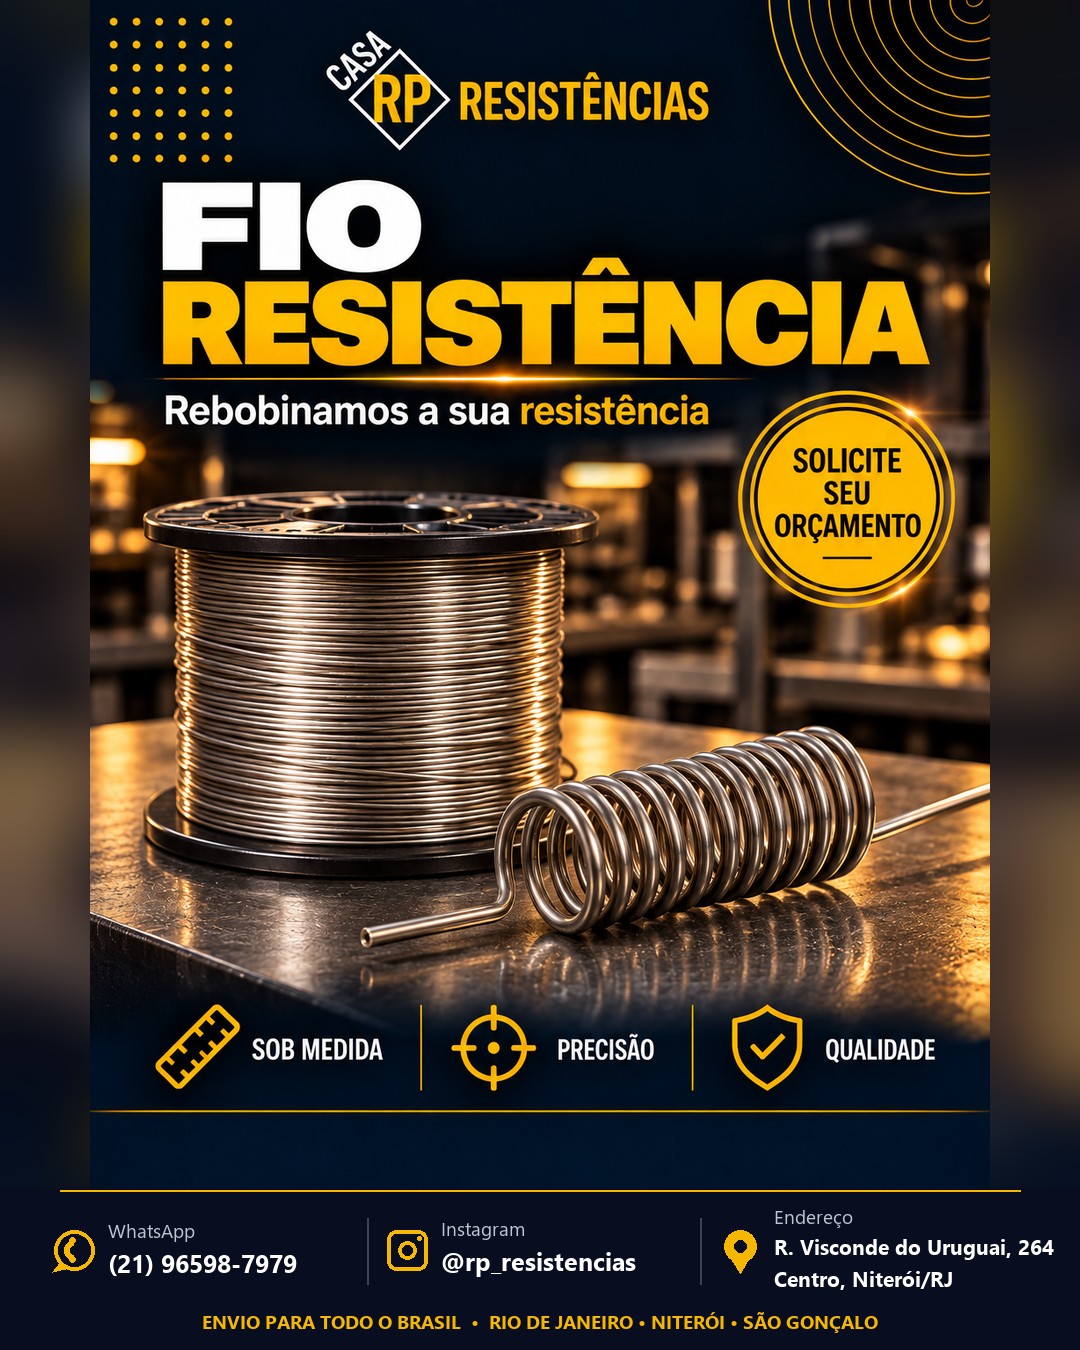 CASA
RP RESISTÊNCIAS
FIO
RESISTÊNCIA
Rebobinamos a sua resistência
SOLICITE
SEU
ORÇAMENTO
SOB MEDIDA
PRECISÃO
QUALIDADE
WhatsApp
(21) 96598-7979
Instagram
@rp_resistencias
Endereço
R. Visconde do Uruguai, 264
Centro, Niterói/RJ
ENVIO PARA TODO O BRASIL • RIO DE JANEIRO • NITERÓI • SÃO GONÇALO